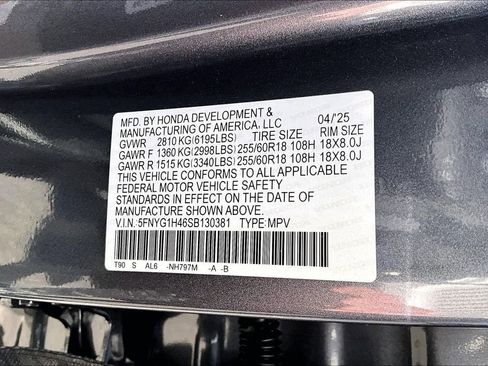 MFD. BY HONDA DEVELOPMENT & 04/'25
MANUFACTURING OF AMERICA, LLC
GVWR 2810 KG(6195LBS) TIRE SIZE RIM SIZE
GAWR F 1360 KG(2998LBS) 255/60R18 108H 18X8.0J
GAWR R 1515 KG(3340LBS) 255/60R18 108H 18X8.0J
THIS VEHICLE CONFORMS TO ALL APPLICABLE
FEDERAL MOTOR VEHICLE SAFETY
STANDARDS IN EFFECT ON THE DATE OF
MANUFACTURE SHOWN ABOVE.
V.I.N.: 5FNYG1H46SB130381 TYPE: MPV
T90 S AL6 -NH797M -A -B